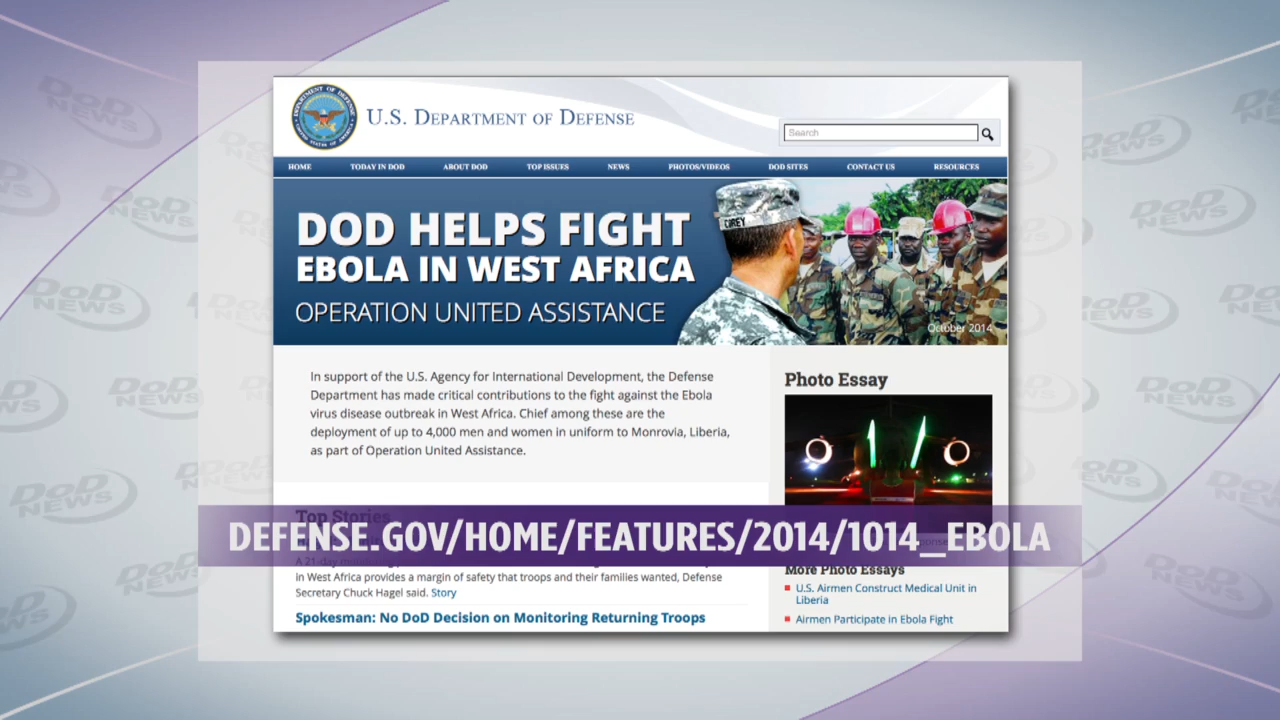 U.S. DEPARTMENT OF DEFENSE
Search
HOME TODAY IN DOD ABOUT DOD TOP ISSUES NEWS PHOTOS/VIDEOS DOD SITES CONTACT US RESOURCES
DOD HELPS FIGHT
EBOLA IN WEST AFRICA
OPERATION UNITED ASSISTANCE
CIREY
October 2014
In support of the U.S. Agency for International Development, the Defense
Department has made critical contributions to the fight against the Ebola
virus disease outbreak in West Africa. Chief among these are the
deployment of up to 4,000 men and women in uniform to Monrovia, Liberia,
as part of Operation United Assistance.
Photo Essay
Top Stories
DEFENSE.GOV/HOME/FEATURES/2014/1014_EBOLA
A 21-day
in West Africa provides a margin of safety that troops and their families wanted, Defense
Secretary Chuck Hagel said. Story
Spokesman: No DoD Decision on Monitoring Returning Troops
More Photo Essays
U.S. Airmen Construct Medical Unit in
Liberia
Airmen Participate in Ebola Fight
DoD
NEWS